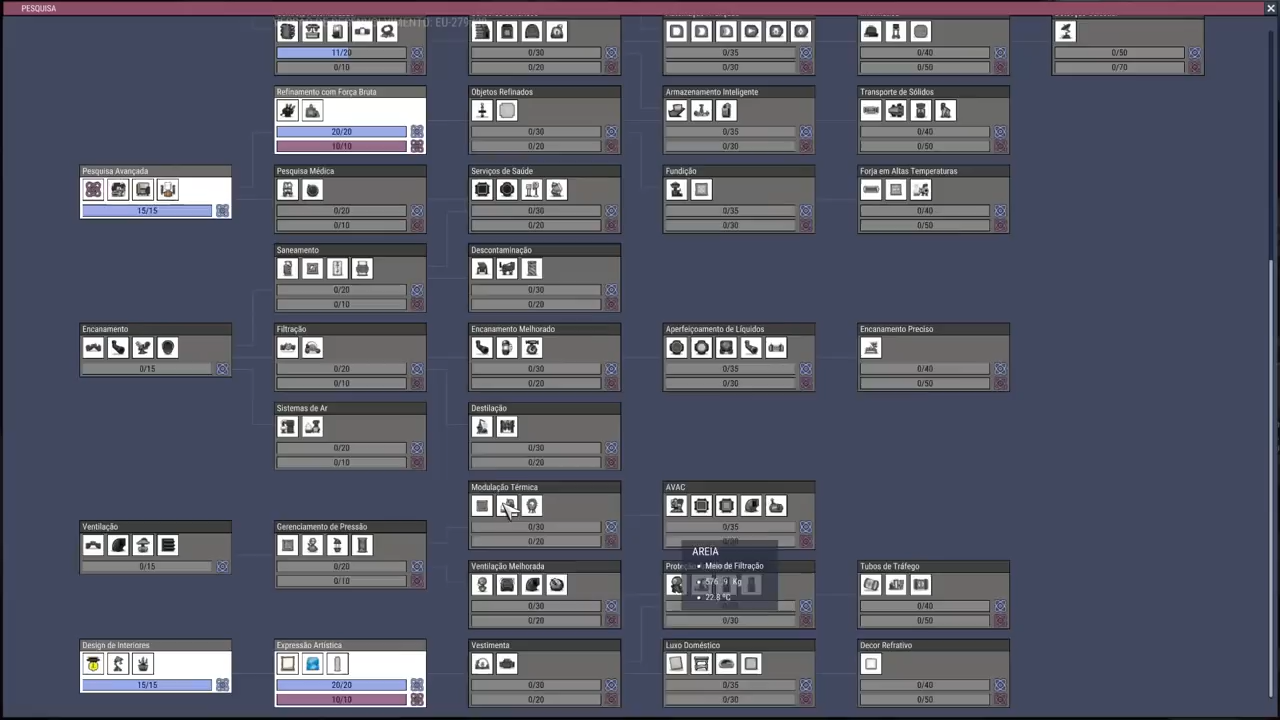 PESQUISA
11/20 0/30 0/35 0/40 0/50
0/10 0/20 0/30 0/50 0/70
Refinamento com Força Bruta Objetos Refinados Armazenamento Inteligente Transporte de Sólidos
20/20 0/30 0/35 0/40
10/10 0/20 0/30 0/50
Pesquisa Avançada Pesquisa Médica Serviços de Saúde Fundição Forja em Altas Temperaturas
15/15 0/20 0/30 0/35 0/40
0/10 0/20 0/30 0/50
Saneamento Descontaminação
0/20 0/30
0/10 0/20
Encanamento Filtração Encanamento Melhorado Aperfeiçoamento de Líquidos Encanamento Preciso
0/15 0/20 0/30 0/35 0/40
0/10 0/20 0/30 0/50
Sistemas de Ar Destilação
0/20 0/30
0/10 0/20
Modulação Térmica AVAC
0/30 0/35
0/20
Ventilação Gerenciamento de Pressão
0/15 0/20
0/10
AREIA
Meio de Filtração
22.8 °C
Ventilação Melhorada Tubos de Tráfego
0/30 0/40
0/20 0/30 0/50
Design de Interiores Expressão Artística Vestimenta Luxo Doméstico Decor Refrativo
15/15 20/20 0/30 0/35 0/40
10/10 0/20 0/30 0/50